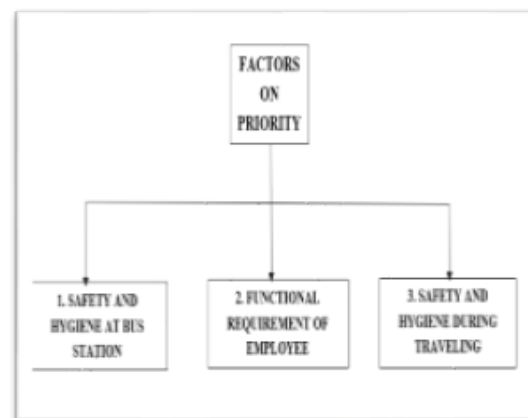 FACTORS
ON
PRIORITY
1. SAFETY AND
HYGIENE AT BUS
STATION
2. FUNCTIONAL
REQUIREMENT OF
EMPLOYEE
3. SAFETY AND
HYGIENE DURING
TRAVELING